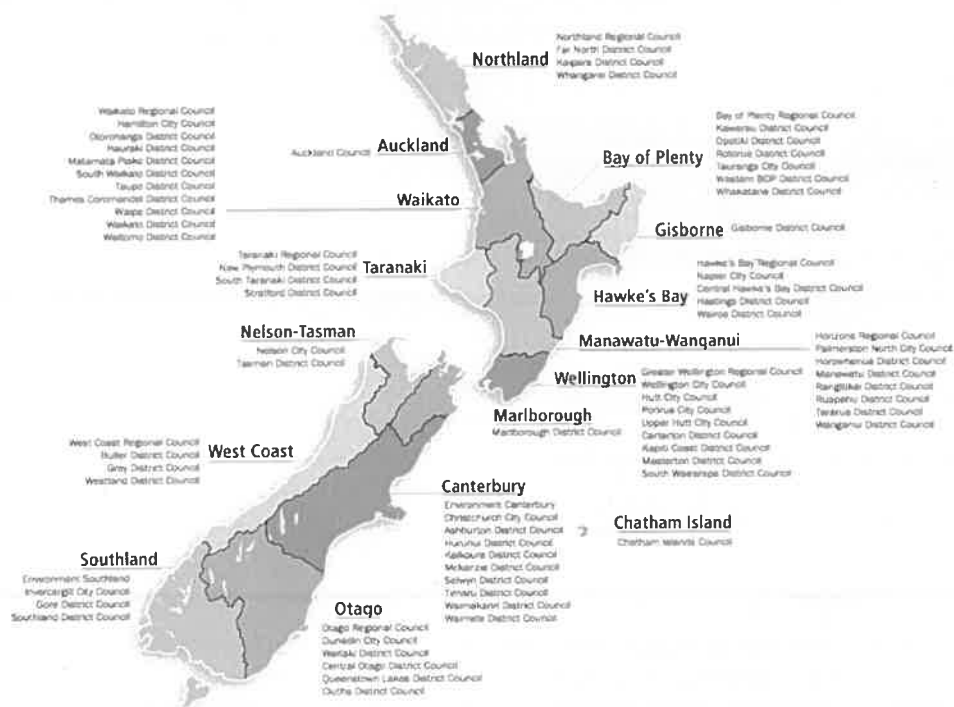 Northland
Northland Regional Council
Far North District Council
Kaipara District Council
Whangarei District Council
Waikato Regional Council
Hamilton City Council
Otorohanga District Council
Hauraki District Council
Matamata Piako District Council
South Waikato District Council
Taupo District Council
Thames Coromandel District Council
Waipa District Council
Waikato District Council
Waitomo District Council
Auckland Council
Auckland
Waikato
Bay of Plenty
Bay of Plenty Regional Council
Kawerau District Council
Opotiki District Council
Rotorua District Council
Tauranga City Council
Western BOP District Council
Whakatane District Council
Gisborne
Gisborne District Council
Taranaki Regional Council
New Plymouth District Council
South Taranaki District Council
Stratford District Council
Taranaki
Hawke's Bay
Hawke's Bay Regional Council
Napier City Council
Central Hawke's Bay District Council
Hastings District Council
Wairoa District Council
Nelson-Tasman
Nelson City Council
Tasman District Council
Manawatu-Wanganui
Horizons Regional Council
Palmerston North City Council
Horowhenua District Council
Manawatu District Council
Rangitikei District Council
Ruapehu District Council
Tararua District Council
Wanganui District Council
Wellington
Greater Wellington Regional Council
Wellington City Council
Hutt City Council
Porirua City Council
Upper Hutt City Council
Carterton District Council
Kapiti Coast District Council
Masterton District Council
South Wairarapa District Council
Marlborough
Marlborough District Council
West Coast Regional Council
Buller District Council
Grey District Council
Westland District Council
West Coast
Canterbury
Environment Canterbury
Christchurch City Council
Ashburton District Council
Hurunui District Council
Kaikoura District Council
Mckenzie District Council
Selwyn District Council
Timaru District Council
Waimakariri District Council
Waimate District Council
Chatham Island
Chatham Islands Council
Southland
Environment Southland
Invercargill City Council
Gore District Council
Southland District Council
Otago
Otago Regional Council
Dunedin City Council
Waitaki District Council
Central Otago District Council
Queenstown Lakes District Council
Clutha District Council